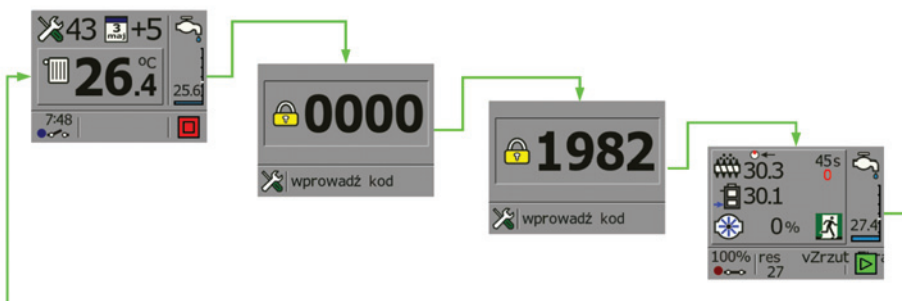 43 3 maj +5
26.4 °C
25.6
7:48
0000
wprowadź kod
1982
wprowadź kod
30.3 45s
0
30.1
0%
27.4
100% res vZrzut
27